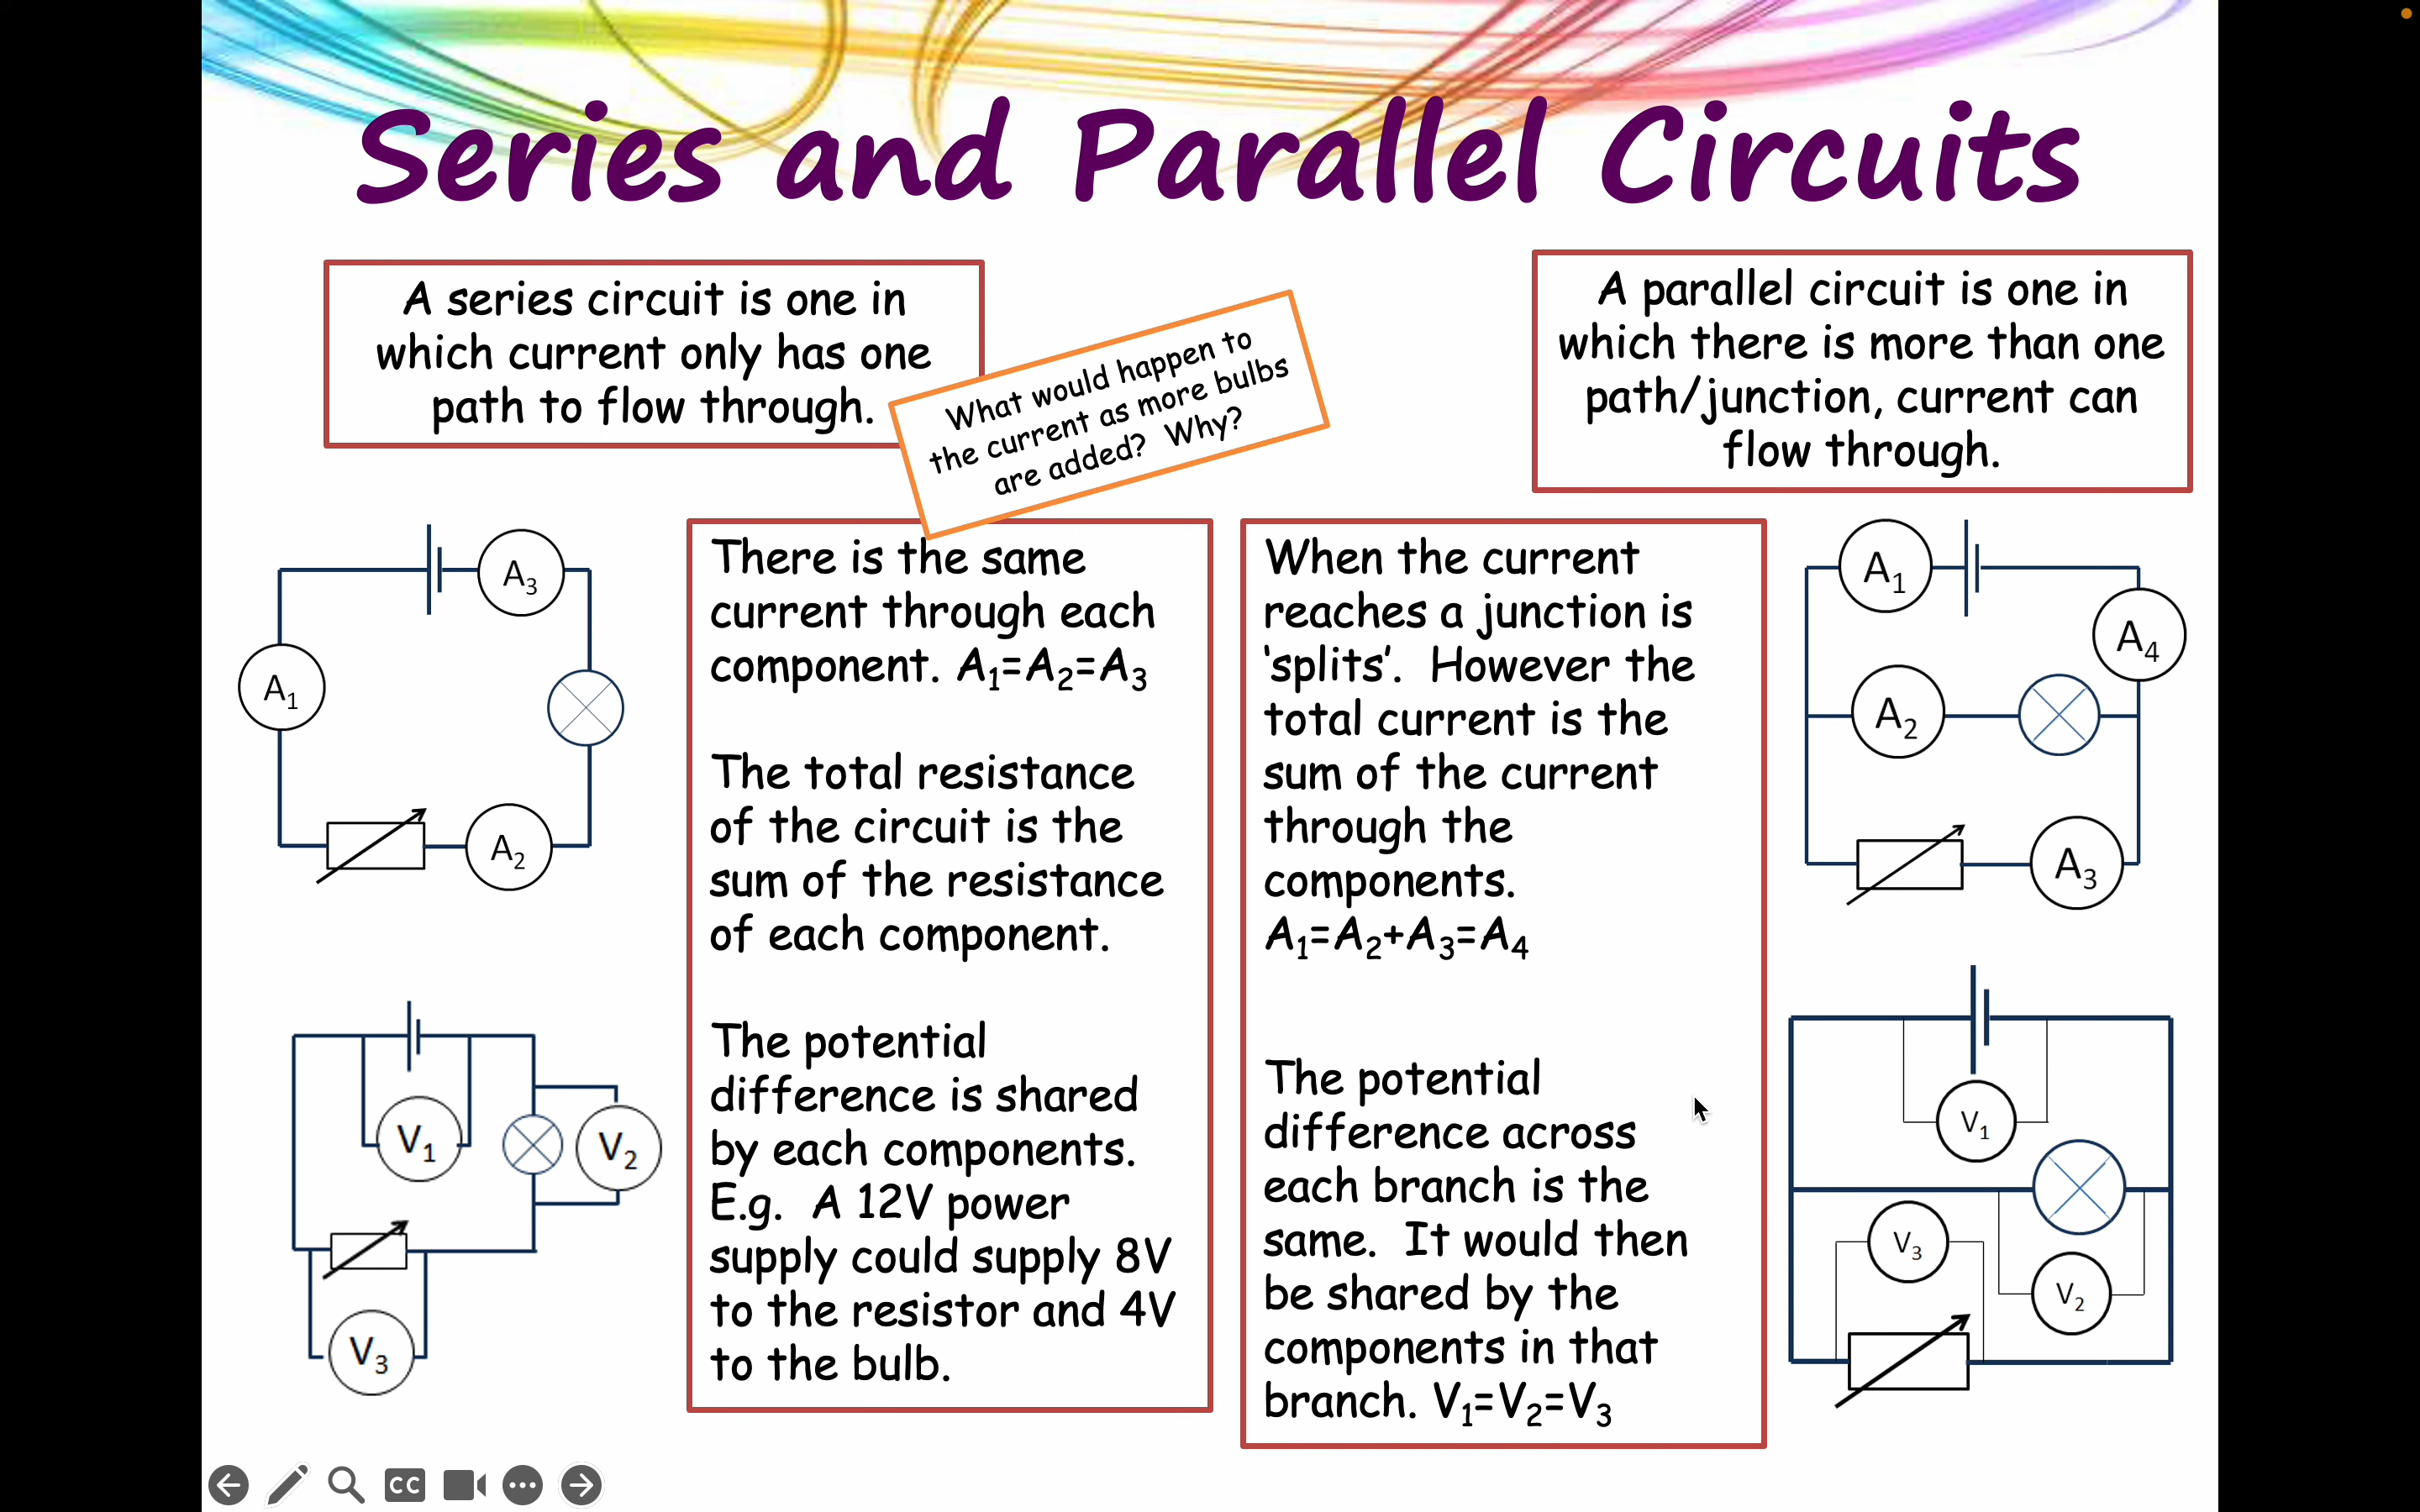 Series and Parallel Circuits
A series circuit is one in
which current only has one
path to flow through.
What would happen to
the current as more bulbs
are added? Why?
A parallel circuit is one in
which there is more than one
path/junction, current can
flow through.
A₃
A₁
A₂
V₁
V₂
V₃
There is the same
current through each
component. A₁=A₂=A₃
The total resistance
of the circuit is the
sum of the resistance
of each component.
The potential
difference is shared
by each components.
E.g. A 12V power
supply could supply 8V
to the resistor and 4V
to the bulb.
When the current
reaches a junction is
‘splits’. However the
total current is the
sum of the current
through the
components.
A₁=A₂+A₃=A₄
The potential
difference across
each branch is the
same. It would then
be shared by the
components in that
branch. V₁=V₂=V₃
A₁
A₄
A₂
A₃
V₁
V₃
V₂
CC